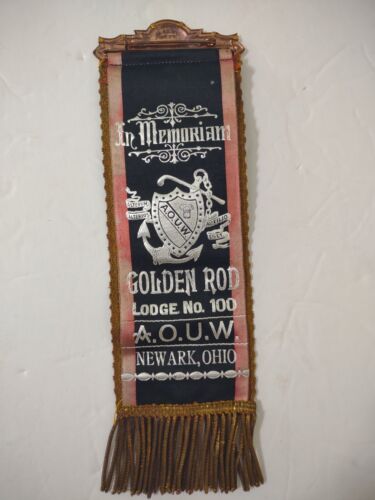 In Memoriam
A.O.U.W.
GOLDEN ROD
LODGE NO. 100
A.O.U.W.
NEWARK, OHIO